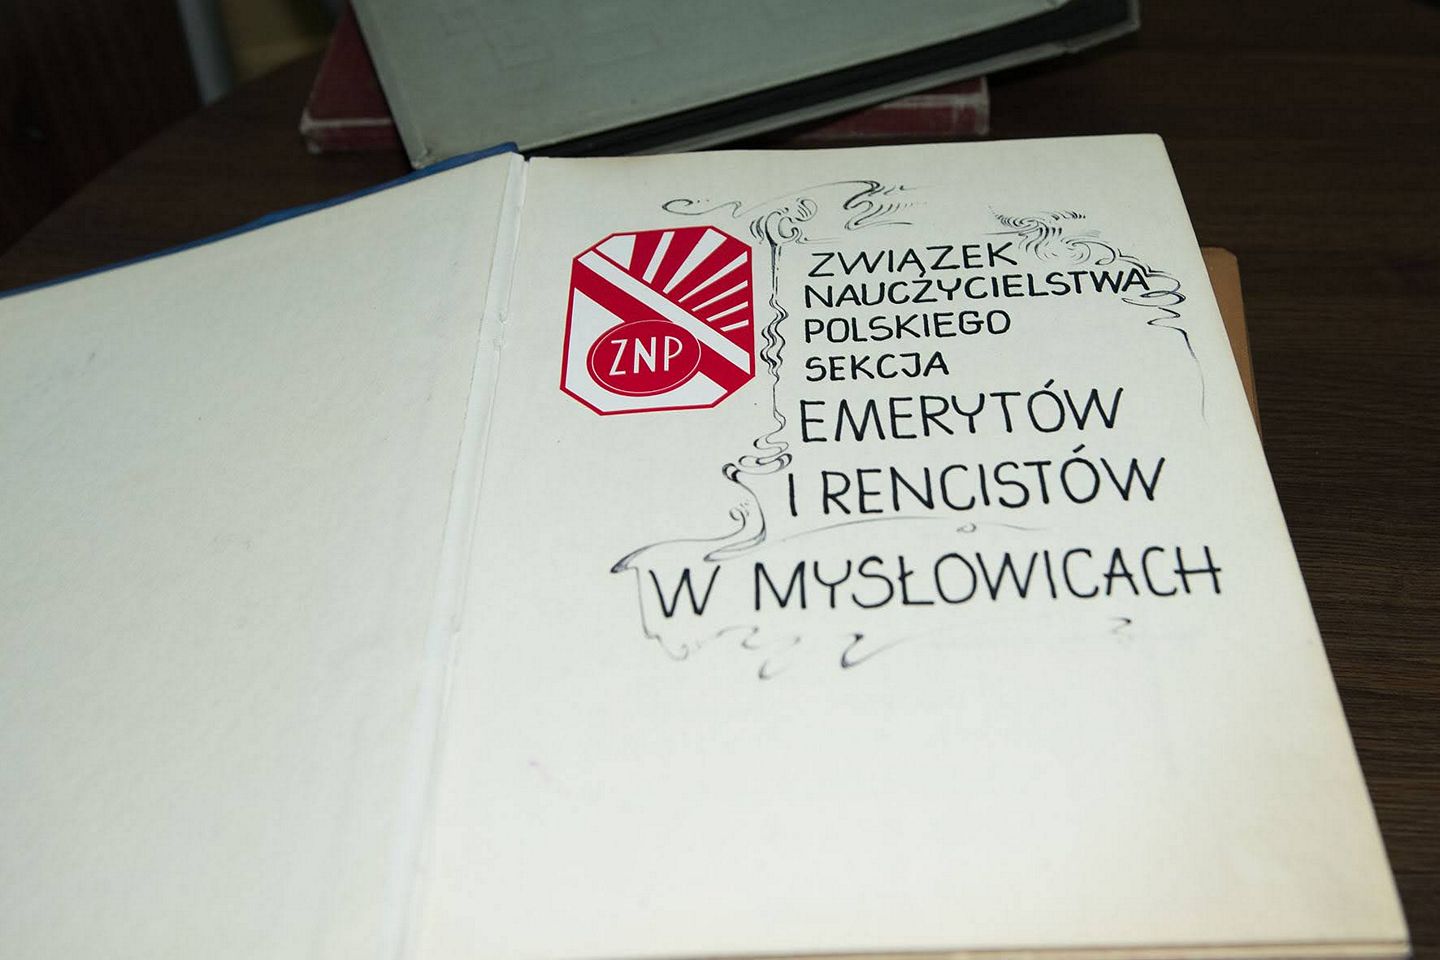 ZNP
ZWIĄZEK
NAUCZYCIELSTWA
POLSKIEGO
SEKCJA
EMERYTÓW
I RENCISTÓW
W MYSŁOWICACH